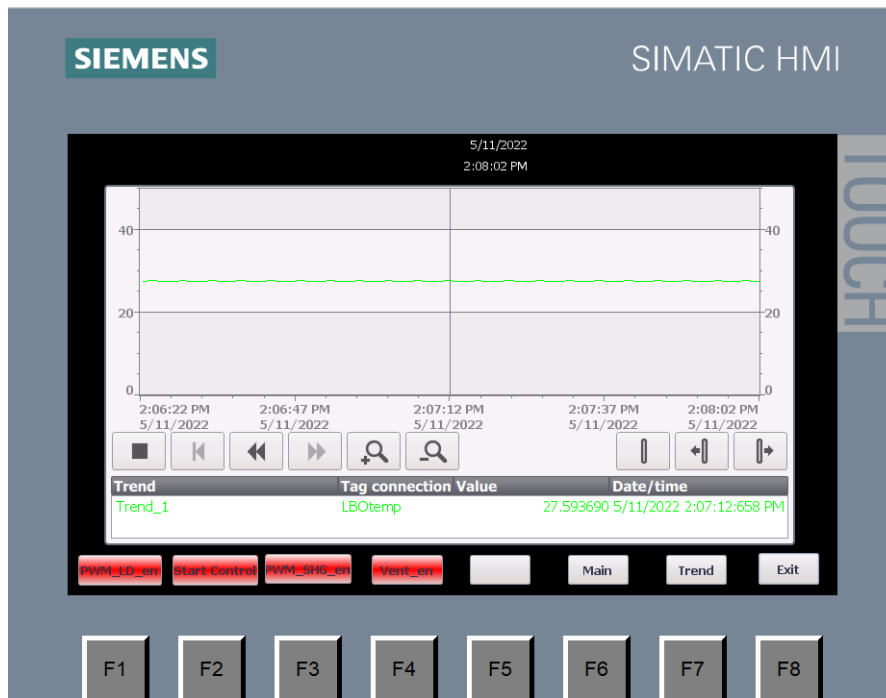 SIEMENS
SIMATIC HMI
TOUCH
5/11/2022
2:08:02 PM
40 40
20 20
0 0
2:06:22 PM 2:06:47 PM 2:07:12 PM 2:07:37 PM 2:08:02 PM
5/11/2022 5/11/2022 5/11/2022 5/11/2022 5/11/2022
Trend Tag connection Value Date/time
Trend_1 LBOtemp 27.593690 5/11/2022 2:07:12:658 PM
PWM_LD_en Start Control PWM_SHG_en Vent_en Main Trend Exit
F1 F2 F3 F4 F5 F6 F7 F8